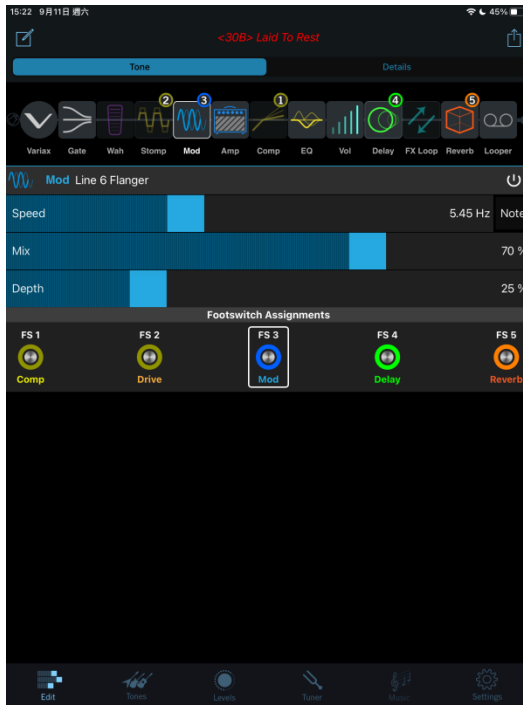 15:22 9月11日 週六 45%
<30B> Laid To Rest
Tone Details
2 3 1 4 5
Variax Gate Wah Stomp Mod Amp Comp EQ Vol Delay FX Loop Reverb Looper
Mod Line 6 Flanger
Speed 5.45 Hz Note
Mix 70 %
Depth 25 %
Footswitch Assignments
FS 1 FS 2 FS 3 FS 4 FS 5
Comp Drive Mod Delay Reverb
Edit Tones Levels Tuner Music Settings